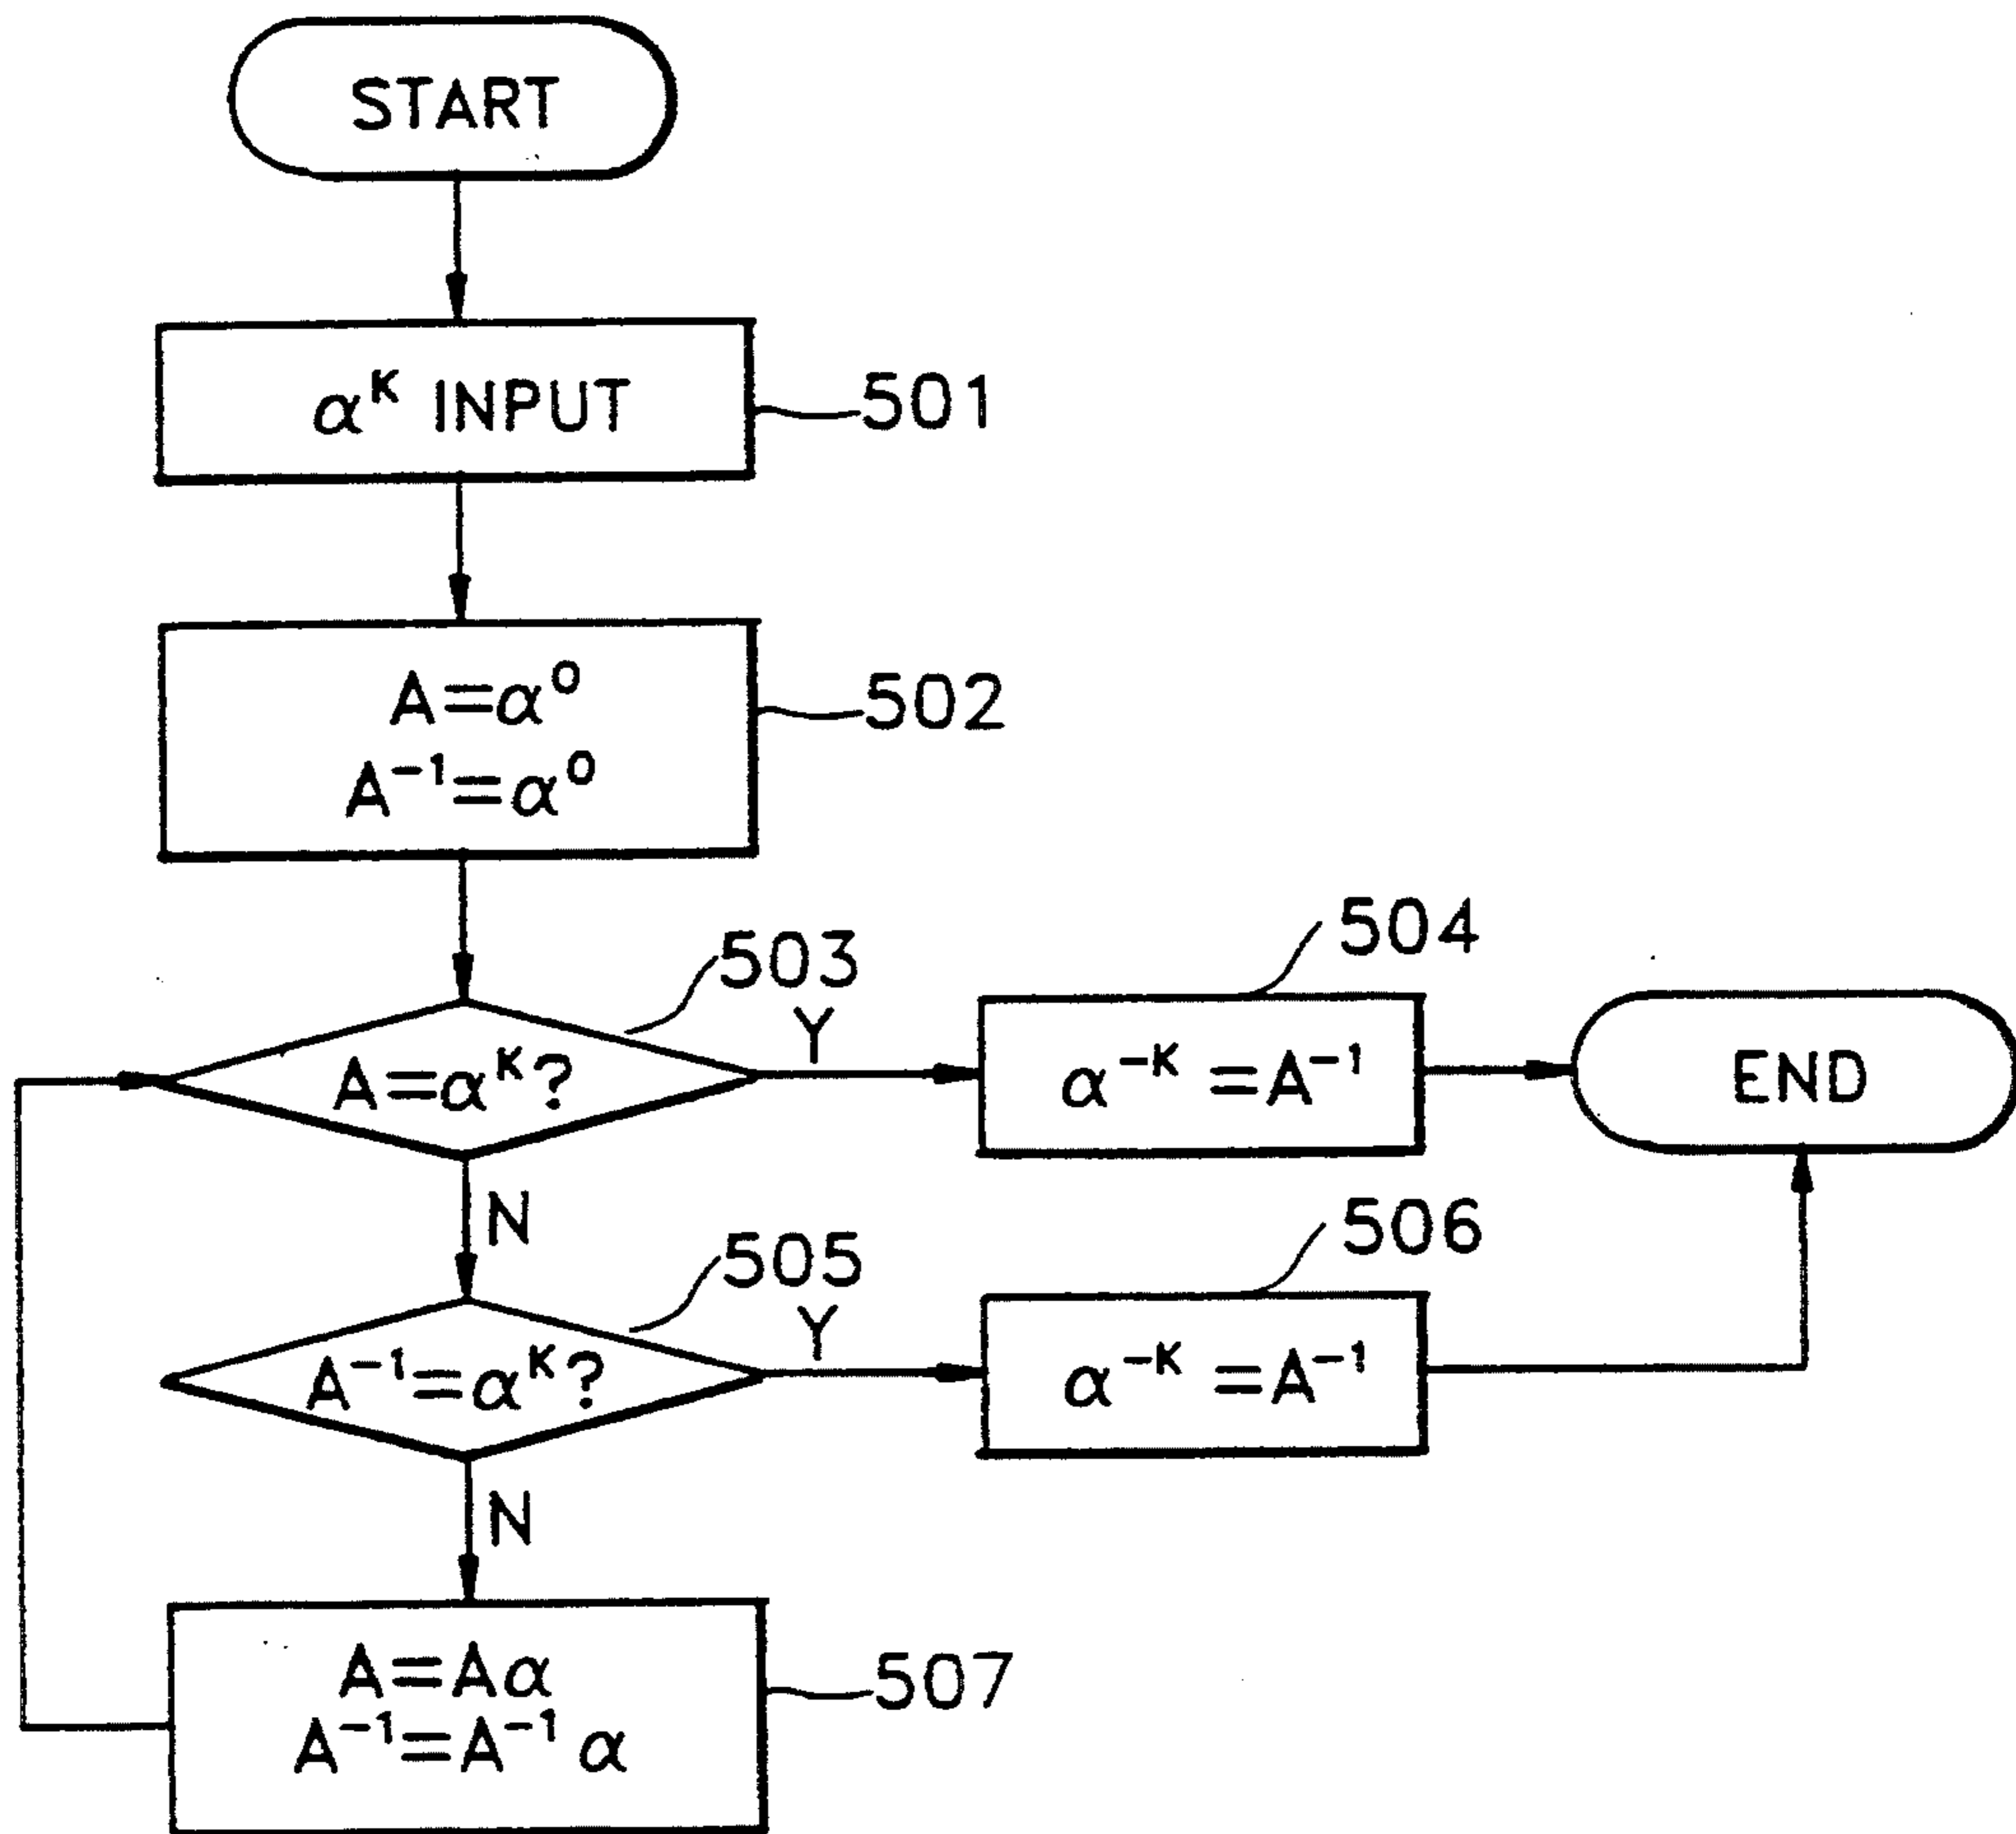 START
α^K INPUT
501
A=α^0
A^-1=α^0
502
503
504
A=α^K?
Y
α^-K =A^-1
END
N
505
506
A^-1=α^K?
Y
α^-K =A^-1
N
A=Aα
A^-1=A^-1 α
507